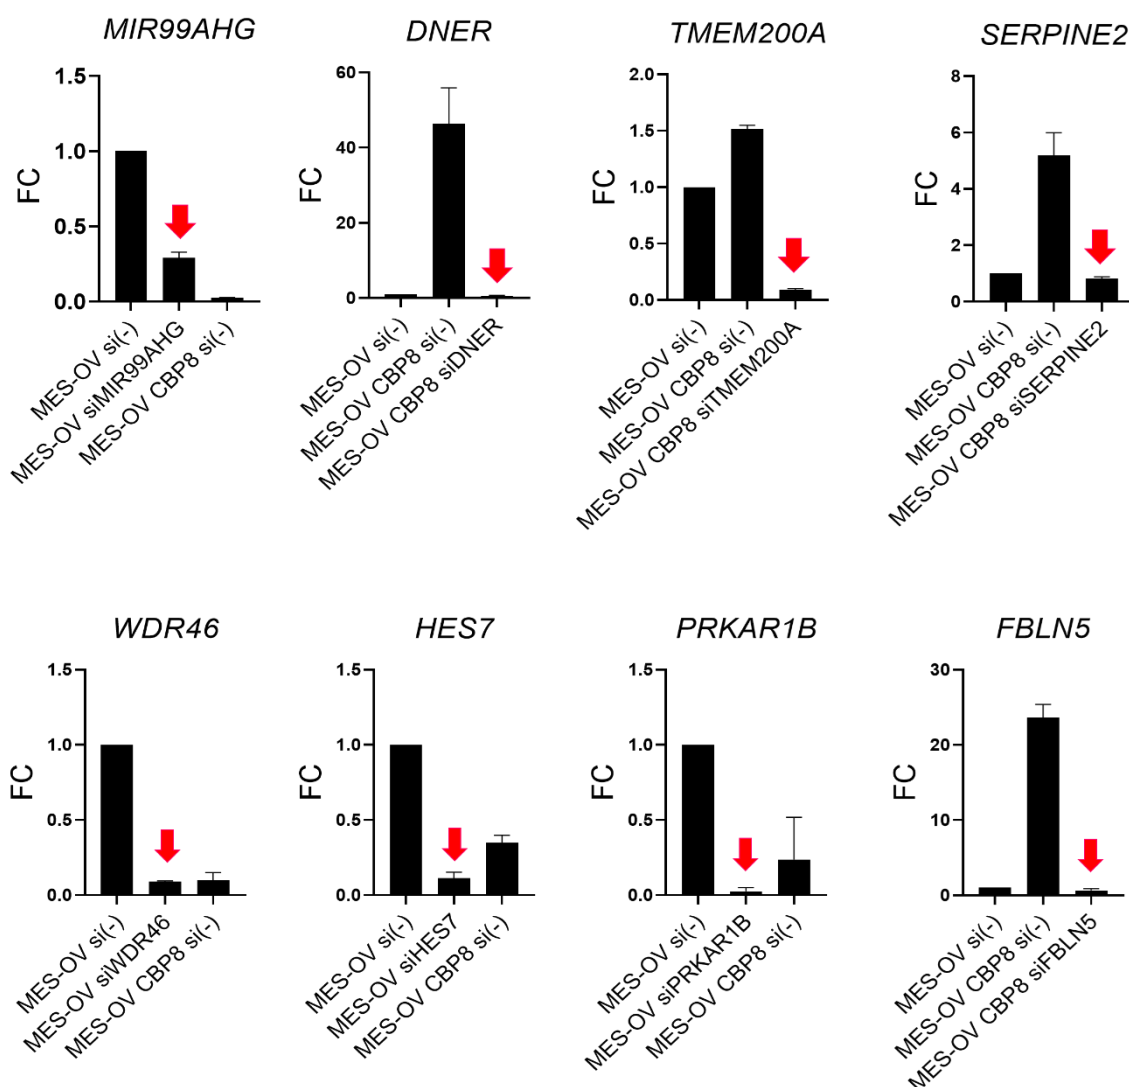 MIR99AHG
FC
1.5
1.0
0.5
0.0
MES-OV si(-)
MES-OV siMIR99AHG
MES-OV CBP8 si(-)
DNER
FC
60
40
20
0
MES-OV si(-)
MES-OV CBP8 si(-)
MES-OV CBP8 siDNER
TMEM200A
FC
2.0
1.5
1.0
0.5
0.0
MES-OV si(-)
MES-OV CBP8 si(-)
MES-OV CBP8 siTMEM200A
SERPINE2
FC
8
6
4
2
0
MES-OV si(-)
MES-OV CBP8 si(-)
MES-OV CBP8 siSERPINE2
WDR46
FC
1.5
1.0
0.5
0.0
MES-OV si(-)
MES-OV siWDR46
MES-OV CBP8 si(-)
HES7
FC
1.5
1.0
0.5
0.0
MES-OV si(-)
MES-OV siHES7
MES-OV CBP8 si(-)
PRKAR1B
FC
1.5
1.0
0.5
0.0
MES-OV si(-)
MES-OV siPRKAR1B
MES-OV CBP8 si(-)
FBLN5
FC
30
20
10
0
MES-OV si(-)
MES-OV CBP8 si(-)
MES-OV CBP8 siFBLN5